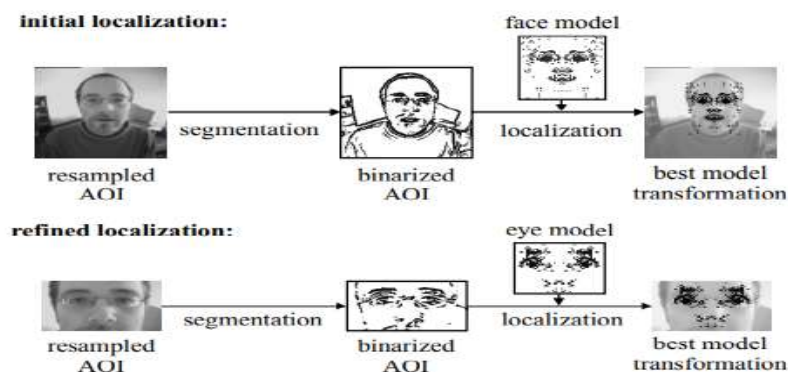 initial localization:
face model
segmentation
localization
resampled
AOI
binarized
AOI
best model
transformation
refined localization:
eye model
segmentation
localization
resampled
AOI
binarized
AOI
best model
transformation